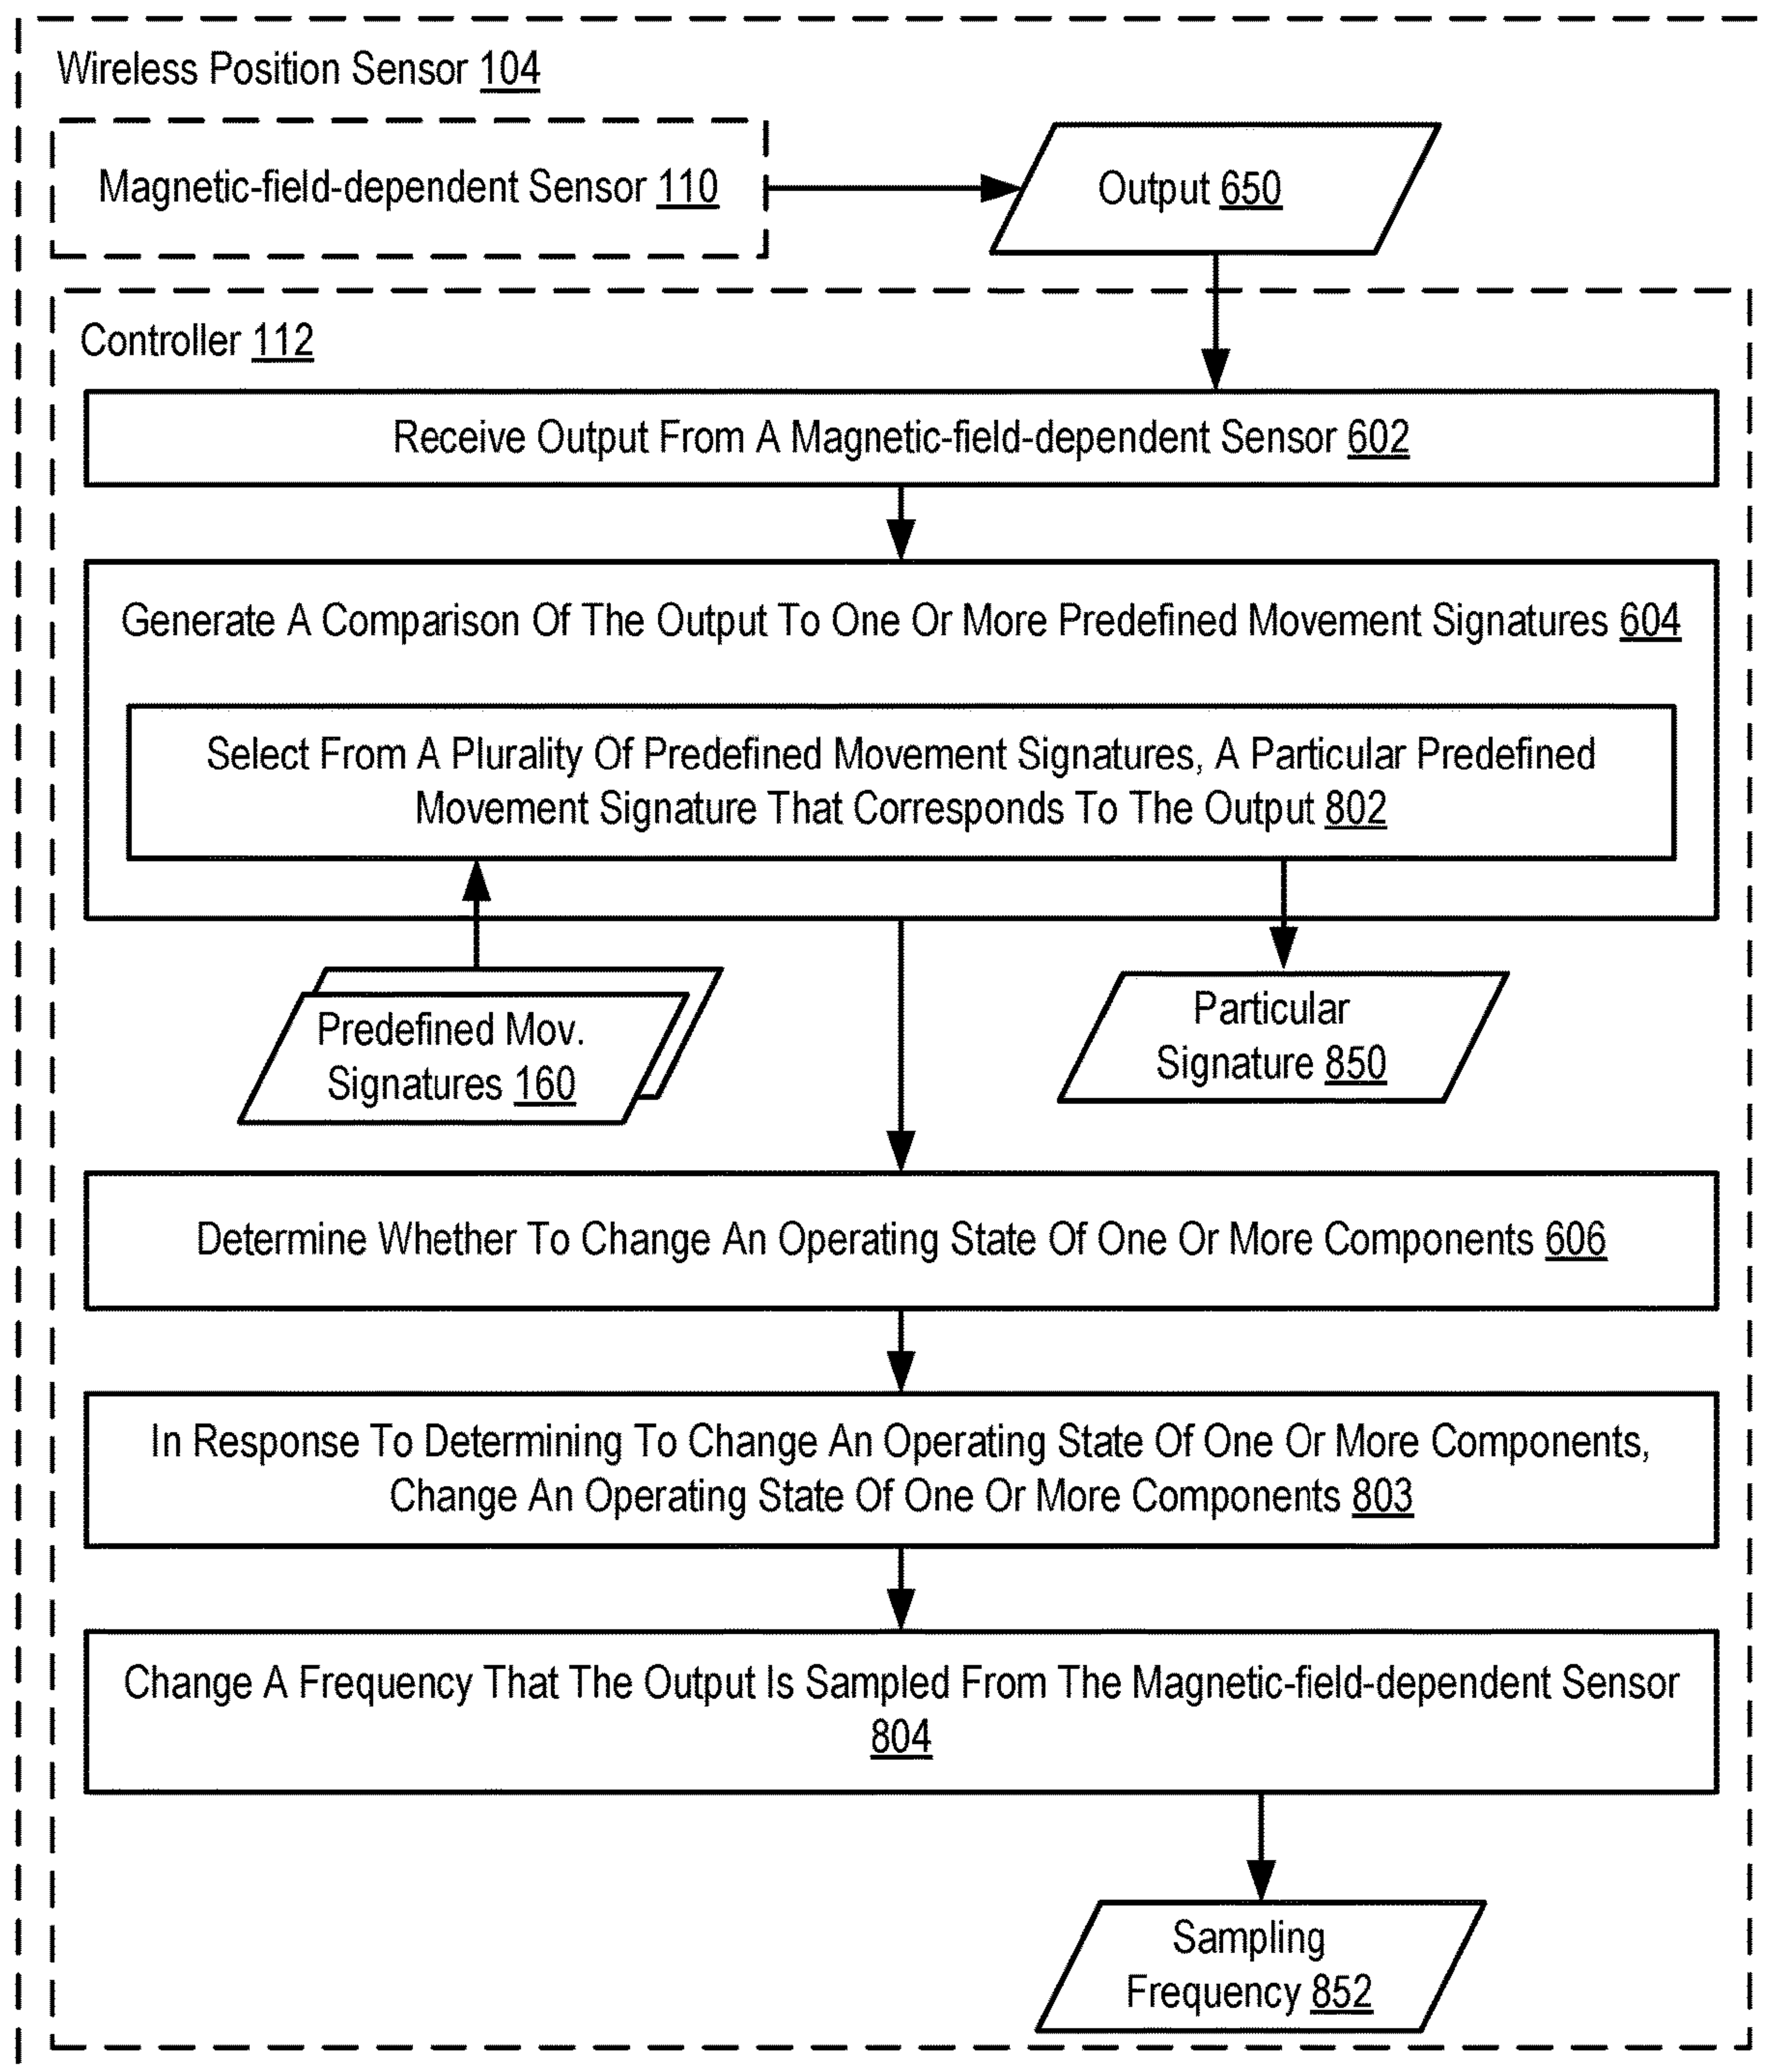 Wireless Position Sensor 104
Magnetic-field-dependent Sensor 110
Output 650
Controller 112
Receive Output From A Magnetic-field-dependent Sensor 602
Generate A Comparison Of The Output To One Or More Predefined Movement Signatures 604
Select From A Plurality Of Predefined Movement Signatures, A Particular Predefined
Movement Signature That Corresponds To The Output 802
Predefined Mov.
Signatures 160
Particular
Signature 850
Determine Whether To Change An Operating State Of One Or More Components 606
In Response To Determining To Change An Operating State Of One Or More Components,
Change An Operating State Of One Or More Components 803
Change A Frequency That The Output Is Sampled From The Magnetic-field-dependent Sensor
804
Sampling
Frequency 852